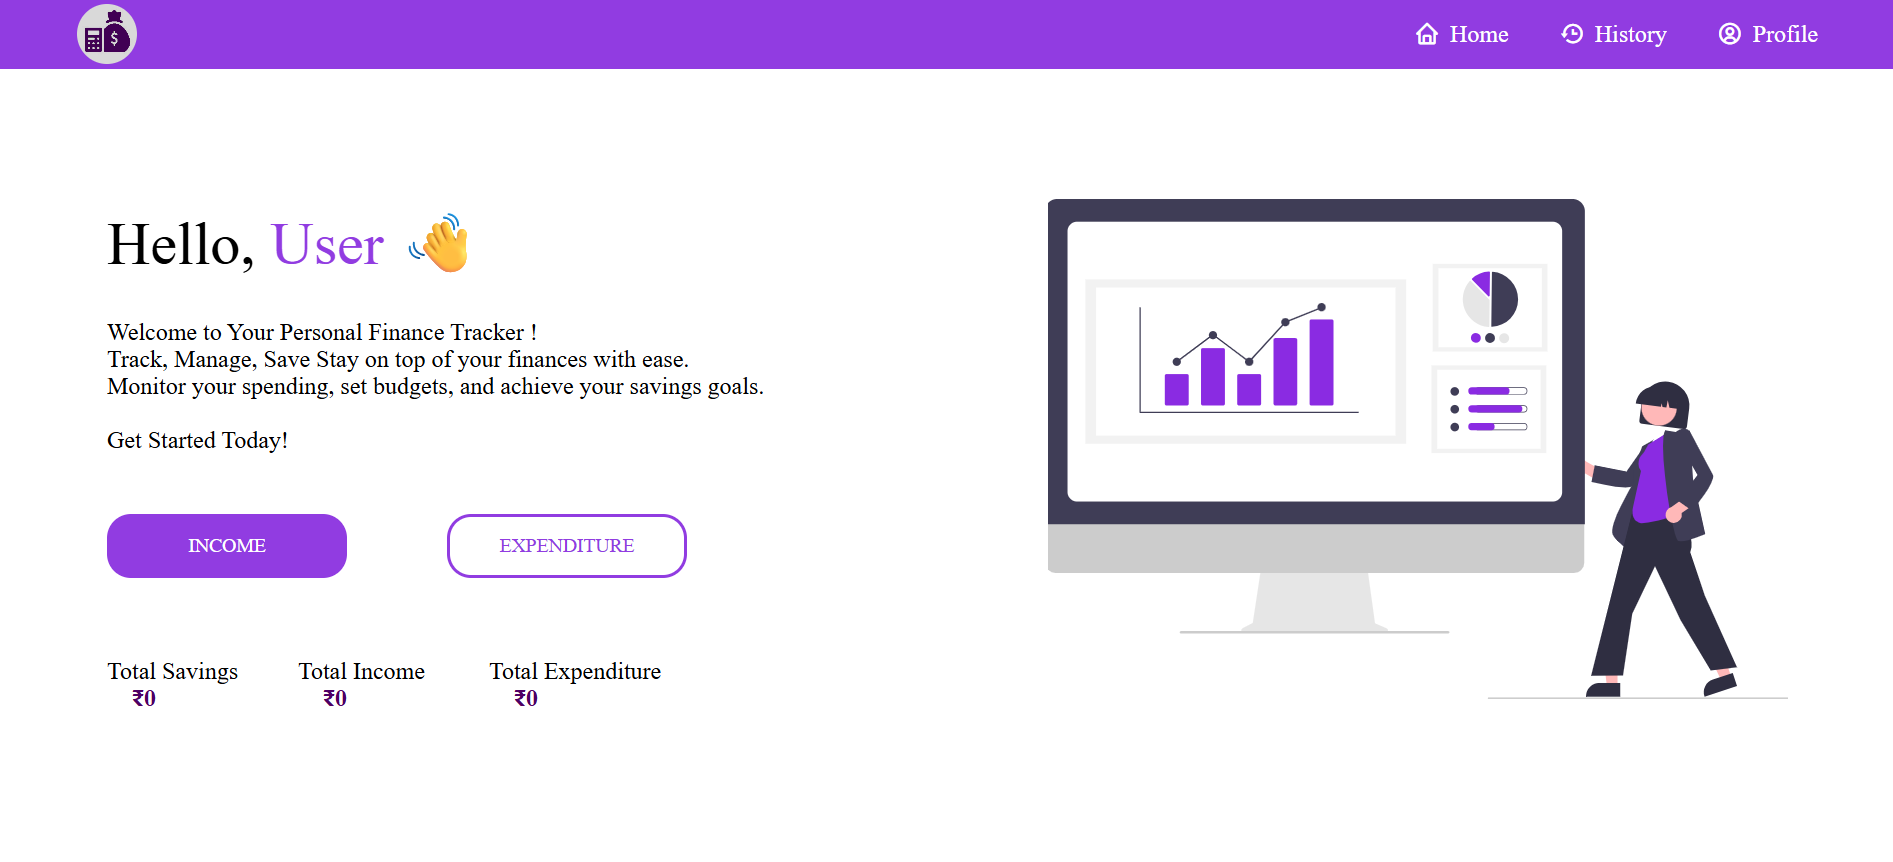 $
Home
History
Profile
Hello, User 👋
Welcome to Your Personal Finance Tracker !
Track, Manage, Save Stay on top of your finances with ease.
Monitor your spending, set budgets, and achieve your savings goals.
Get Started Today!
INCOME
EXPENDITURE
Total Savings
₹0
Total Income
₹0
Total Expenditure
₹0